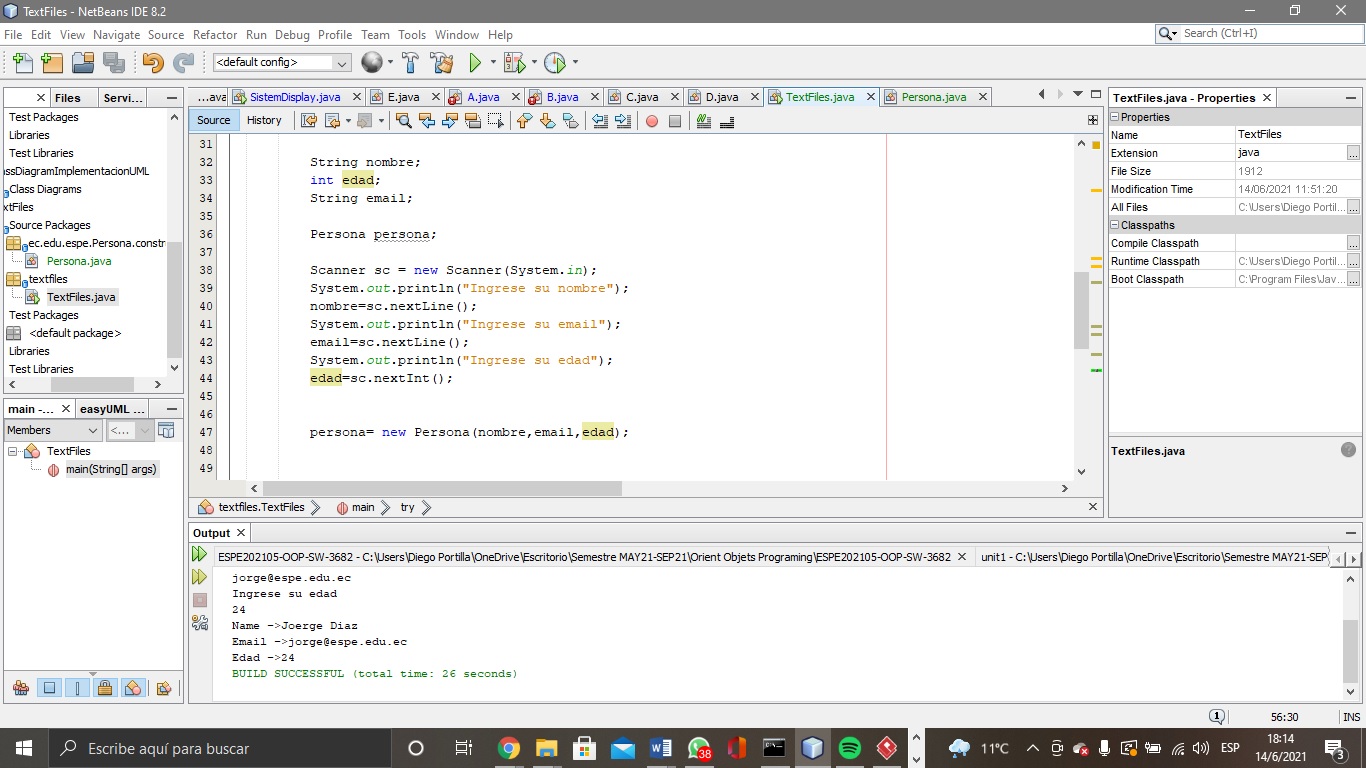 TextFiles - NetBeans IDE 8.2
File Edit View Navigate Source Refactor Run Debug Profile Team Tools Window Help
Search (Ctrl+I)
<default config>
Files Servi...
...ava SistemDisplay.java E.java A.java B.java C.java D.java TextFiles.java Persona.java
TextFiles.java - Properties
Source History
Test Packages
Libraries
Test Libraries
ssDiagramImplementacionUML
Class Diagrams
xtFiles
Source Packages
ec.edu.espe.Persona.constr
Persona.java
textfiles
TextFiles.java
Test Packages
<default package>
Libraries
Test Libraries
31
32 String nombre;
33 int edad;
34 String email;
35
36 Persona persona;
37
38 Scanner sc = new Scanner(System.in);
39 System.out.println("Ingrese su nombre");
40 nombre=sc.nextLine();
41 System.out.println("Ingrese su email");
42 email=sc.nextLine();
43 System.out.println("Ingrese su edad");
44 edad=sc.nextInt();
45
46
47 persona= new Persona(nombre,email,edad);
48
49
textfiles.TextFiles main try
Properties
Name TextFiles
Extension java
File Size 1912
Modification Time 14/06/2021 11:51:20
All Files C:\Users\Diego Portil...
Classpaths
Compile Classpath
Runtime Classpath C:\Users\Diego Portil...
Boot Classpath C:\Program Files\Jav...
TextFiles.java
main -... easyUML ...
Members <...
TextFiles
main(String[] args)
Output
ESPE202105-OOP-SW-3682 - C:\Users\Diego Portilla\OneDrive\Escritorio\Semestre MAY21-SEP21\Orient Objets Programing\ESPE202105-OOP-SW-3682
unit1 - C:\Users\Diego Portilla\OneDrive\Escritorio\Semestre MAY21-SEP
jorge@espe.edu.ec
Ingrese su edad
24
Name ->Joerge Diaz
Email ->jorge@espe.edu.ec
Edad ->24
BUILD SUCCESSFUL (total time: 26 seconds)
1 56:30 INS
Escribe aquí para buscar
38
11°C
ESP
18:14
14/6/2021
3